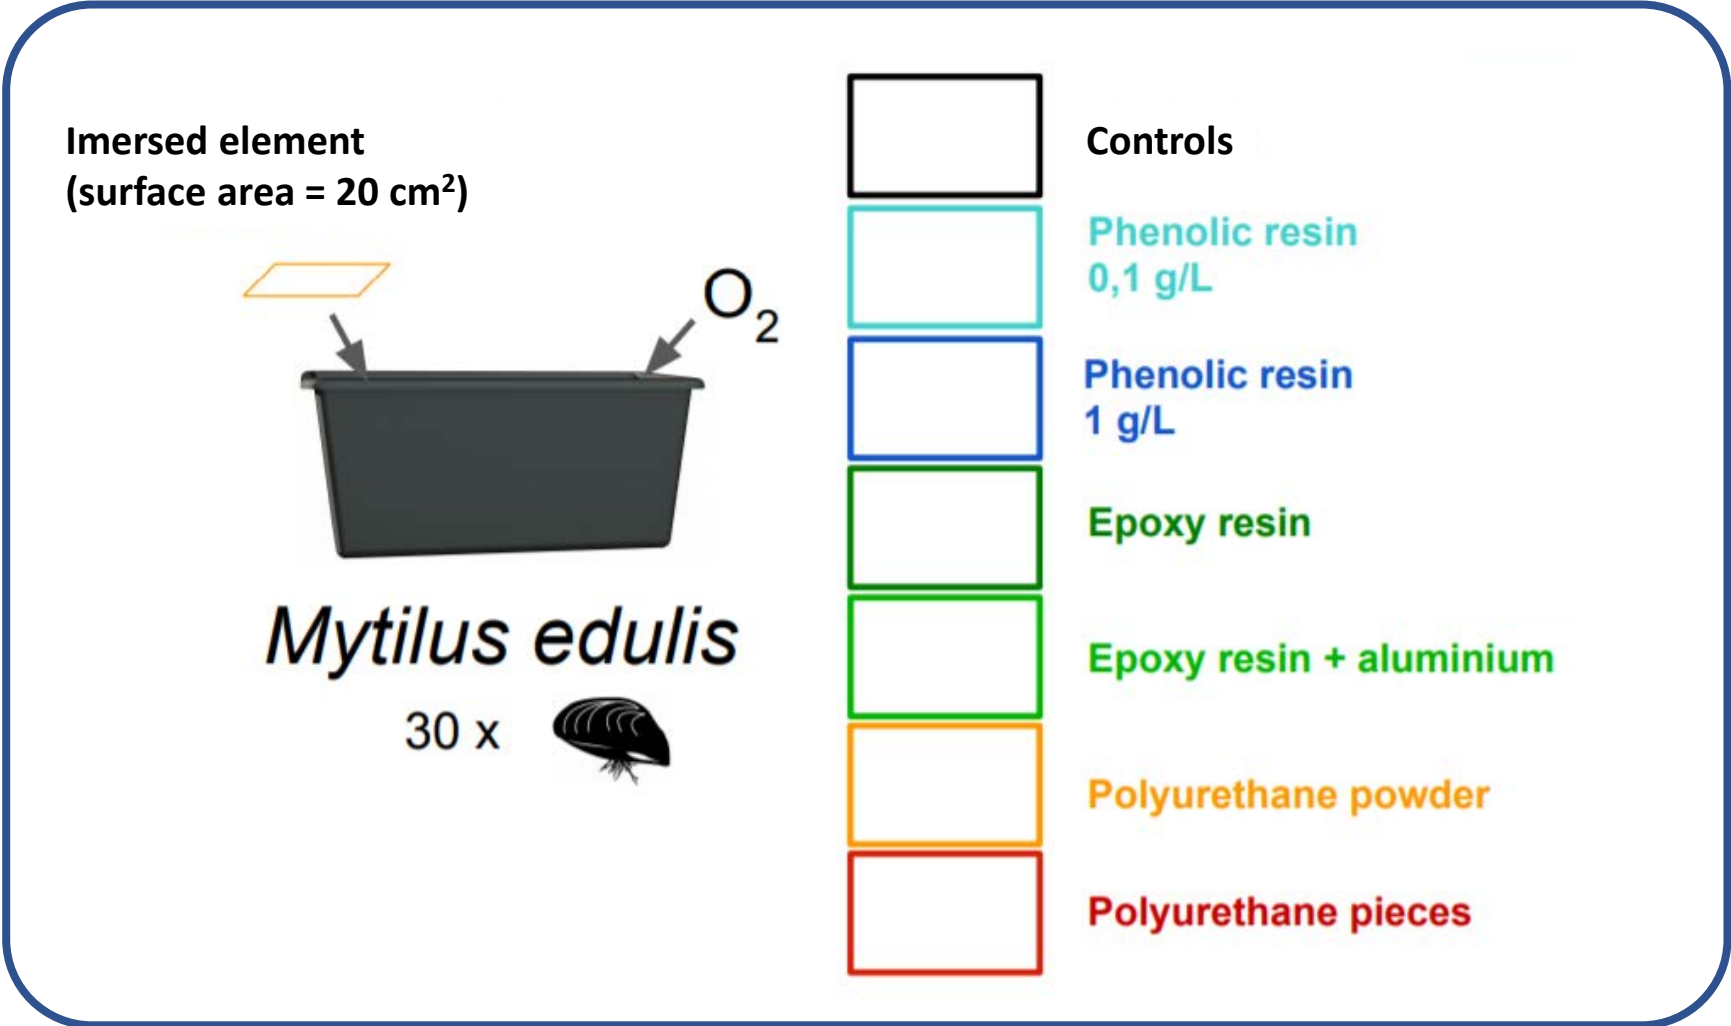 Imersed element
(surface area = 20 cm²)
O₂
Mytilus edulis
30 x
Controls
Phenolic resin
0,1 g/L
Phenolic resin
1 g/L
Epoxy resin
Epoxy resin + aluminium
Polyurethane powder
Polyurethane pieces